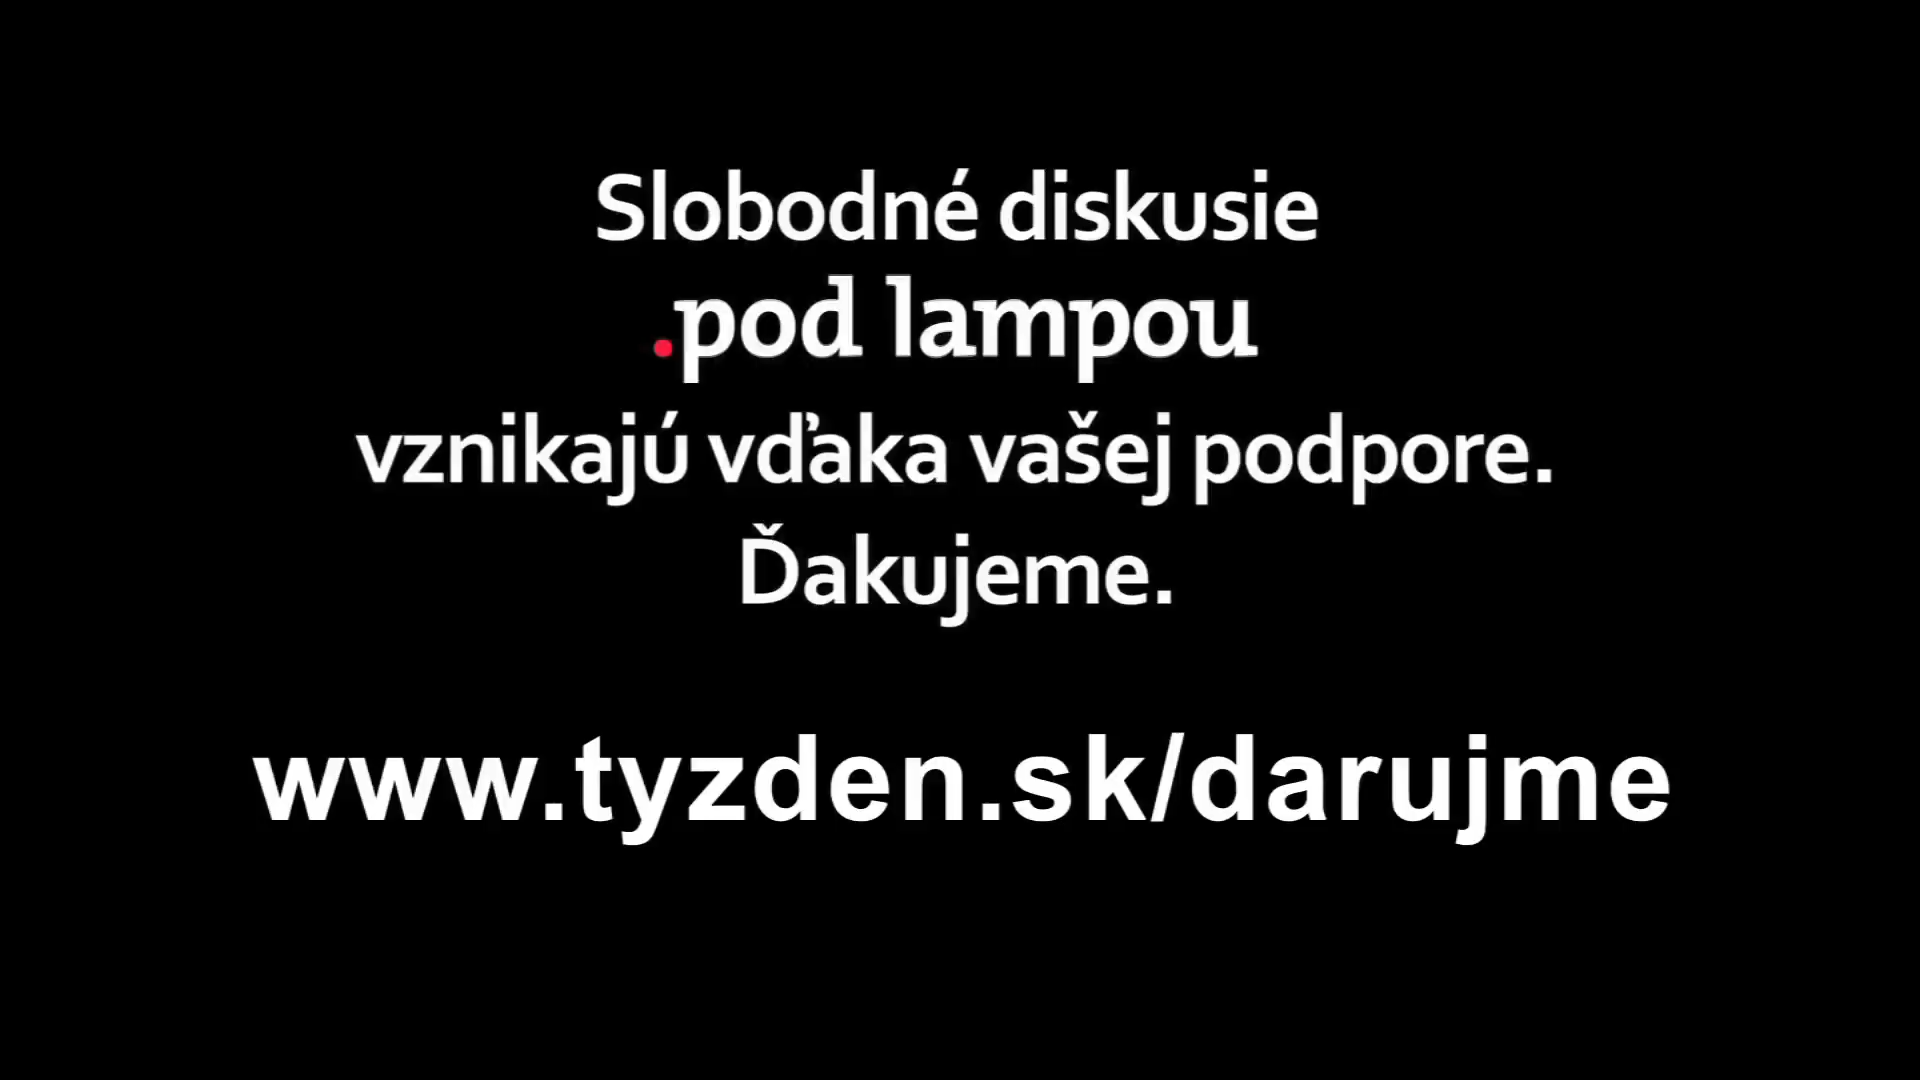 Slobodné diskusie
.pod lampou
vznikajú vďaka vašej podpore.
Ďakujeme.
www.tyzden.sk/darujme